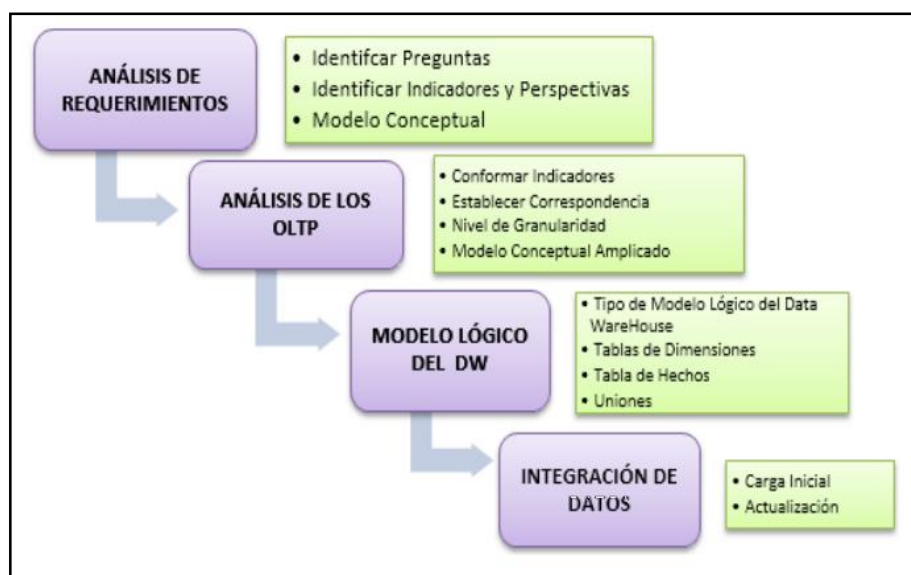 ANÁLISIS DE
REQUERIMIENTOS
• Identifcar Preguntas
• Identificar Indicadores y Perspectivas
• Modelo Conceptual
ANÁLISIS DE LOS
OLTP
• Conformar Indicadores
• Establecer Correspondencia
• Nivel de Granularidad
• Modelo Conceptual Amplicado
MODELO LÓGICO
DEL DW
• Tipo de Modelo Lógico del Data
WareHouse
• Tablas de Dimensiones
• Tabla de Hechos
• Uniones
INTEGRACIÓN DE
DATOS
• Carga Inicial
• Actualización